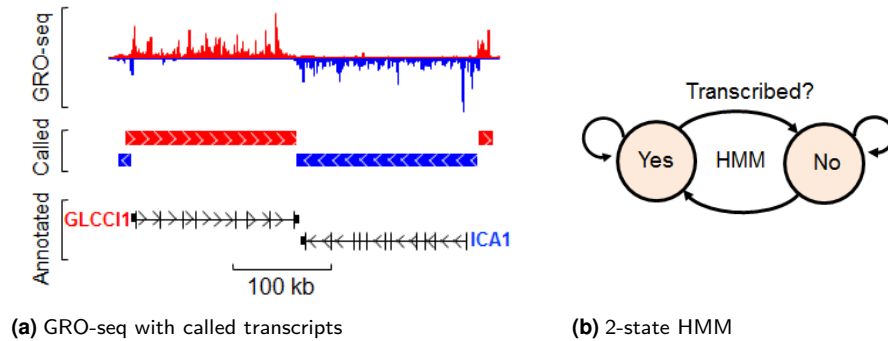 GRO-seq
Called
Annotated
GLCCI1
ICA1
100 kb
(a) GRO-seq with called transcripts
Transcribed?
Yes
HMM
No
(b) 2-state HMM